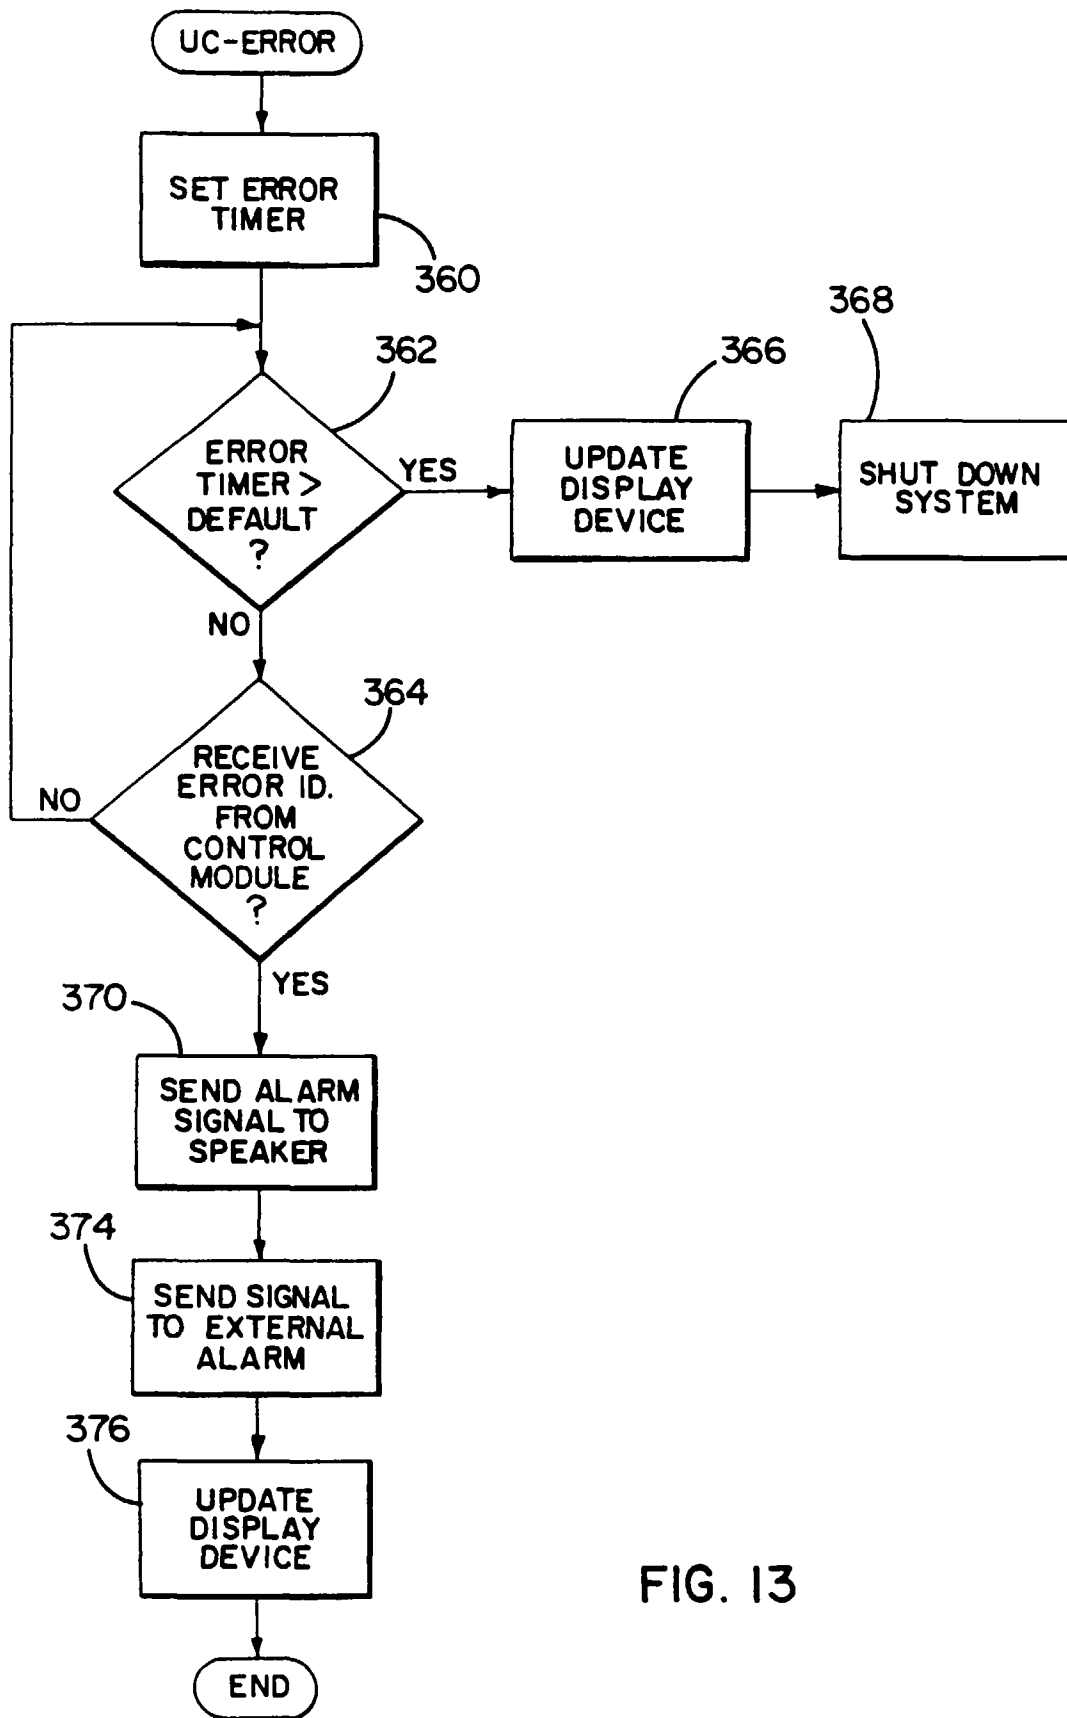 UC-ERROR
SET ERROR
TIMER
360
362
ERROR
TIMER >
DEFAULT
?
YES
366
UPDATE
DISPLAY
DEVICE
368
SHUT DOWN
SYSTEM
NO
364
RECEIVE
ERROR ID.
FROM
CONTROL
MODULE
?
NO
YES
370
SEND ALARM
SIGNAL TO
SPEAKER
374
SEND SIGNAL
TO EXTERNAL
ALARM
376
UPDATE
DISPLAY
DEVICE
END
FIG. 13